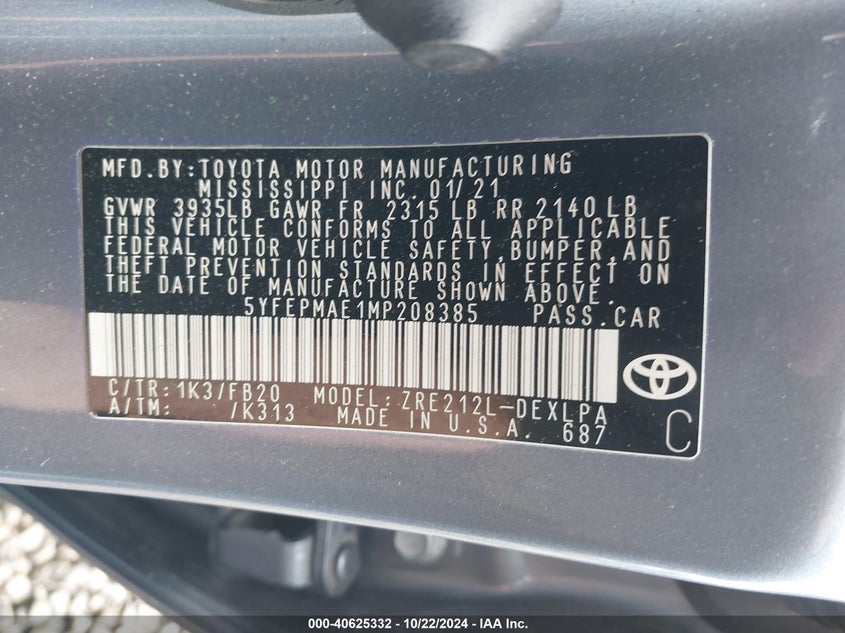 MFD.BY:TOYOTA MOTOR MANUFACTURING
MISSISSIPPI INC. 01/21
GVWR 3935LB GAWR FR 2315 LB RR 2140 LB
THIS VEHICLE CONFORMS TO ALL APPLICABLE
FEDERAL MOTOR VEHICLE SAFETY,BUMPER,AND
THEFT PREVENTION STANDARDS IN EFFECT ON
THE DATE OF MANUFACTURE SHOWN ABOVE.
5YFEPMAE1MP208385 PASS.CAR
C/TR:1K3/FB20 MODEL:ZRE212L-DEXLPA
A/TM: /K313 MADE IN U.S.A. 687 C
000-40625332 - 10/22/2024 - © IAA Inc.